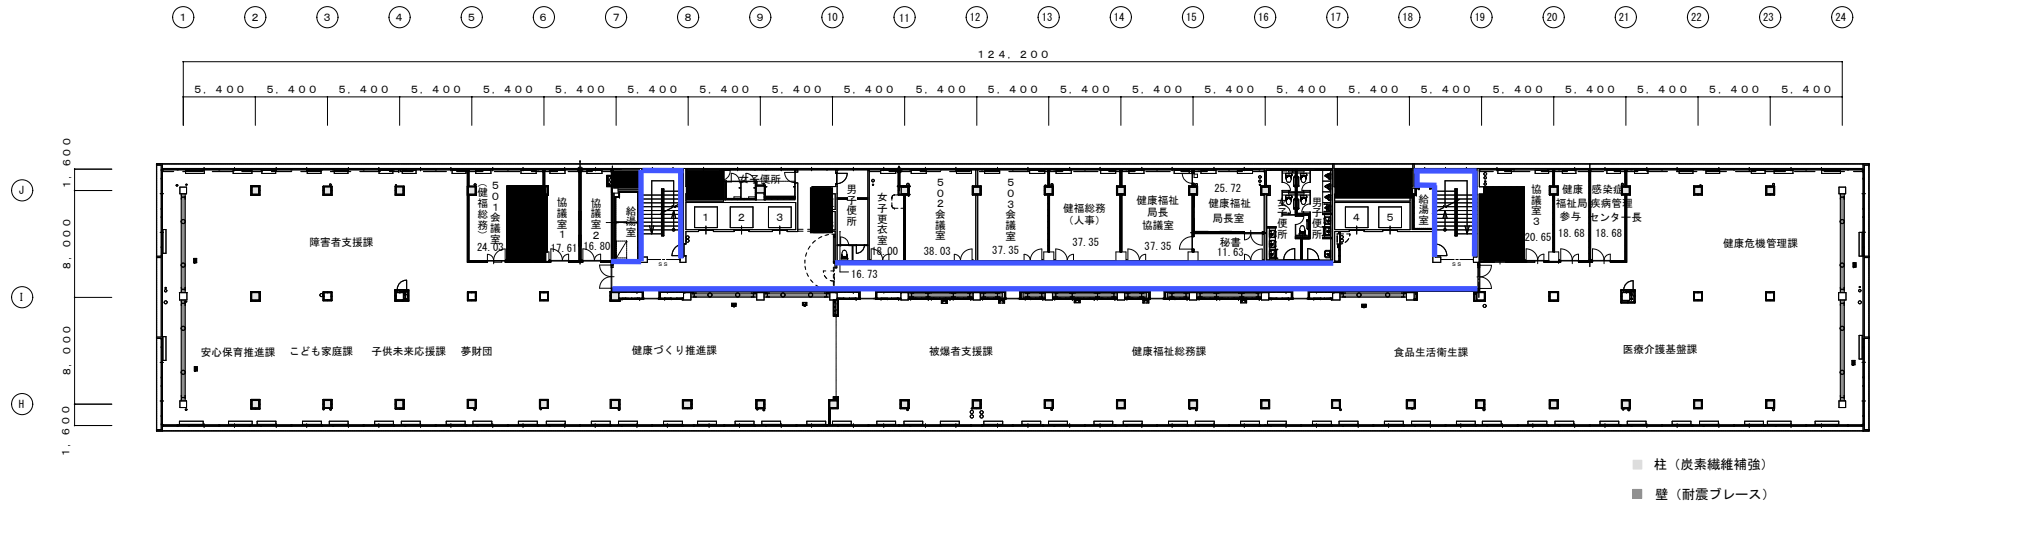 1 2 3 4 5 6 7 8 9 10 11 12 13 14 15 16 17 18 19 20 21 22 23 24
124,200
5,400 5,400 5,400 5,400 5,400 5,400 5,400 5,400 5,400 5,400 5,400 5,400 5,400 5,400 5,400 5,400 5,400 5,400 5,400 5,400 5,400 5,400 5,400
1,600
J
8,000
I
8,000
H
1,600
障害者支援課
501会議室
(健福総務)
24.03
協議室1
17.61
協議室2
16.80
給湯室
SS
女子便所
1 2 3
男子便所
16.73
女子更衣室
18.00
502会議室
38.03
503会議室
37.35
健福総務
(人事)
37.35
健康福祉
局長
協議室
37.35
25.72
健康福祉
局長室
秘書
11.63
女子便所
男子便所
4 5
給湯室
SS
協議室3
20.65
健康
福祉局
参与
18.68
感染症
疾病管理
センター長
18.68
健康危機管理課
安心保育推進課
こども家庭課
子供未来応援課
夢財団
健康づくり推進課
被爆者支援課
健康福祉総務課
食品生活衛生課
医療介護基盤課
柱（炭素繊維補強）
壁（耐震ブレース）